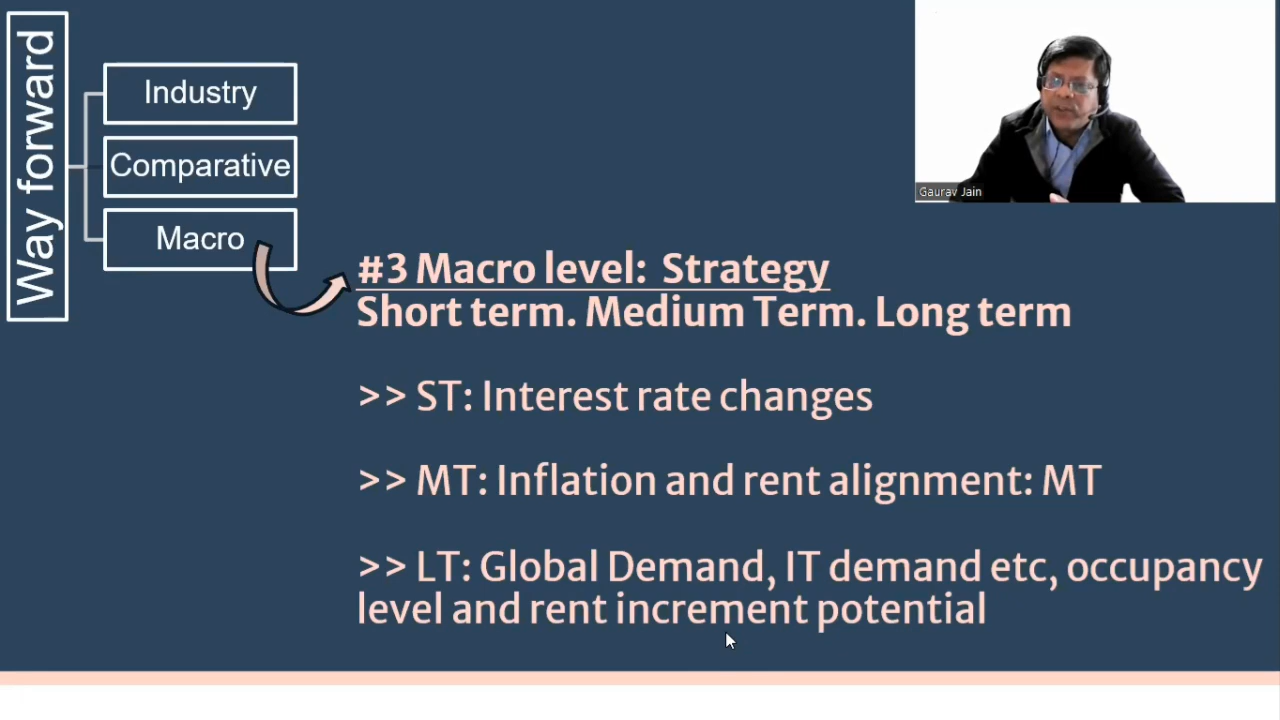 Way forward
Industry
Comparative
Macro
Gaurav Jain
#3 Macro level:  Strategy
Short term. Medium Term. Long term
>> ST: Interest rate changes
>> MT: Inflation and rent alignment: MT
>> LT: Global Demand, IT demand etc, occupancy
level and rent increment potential